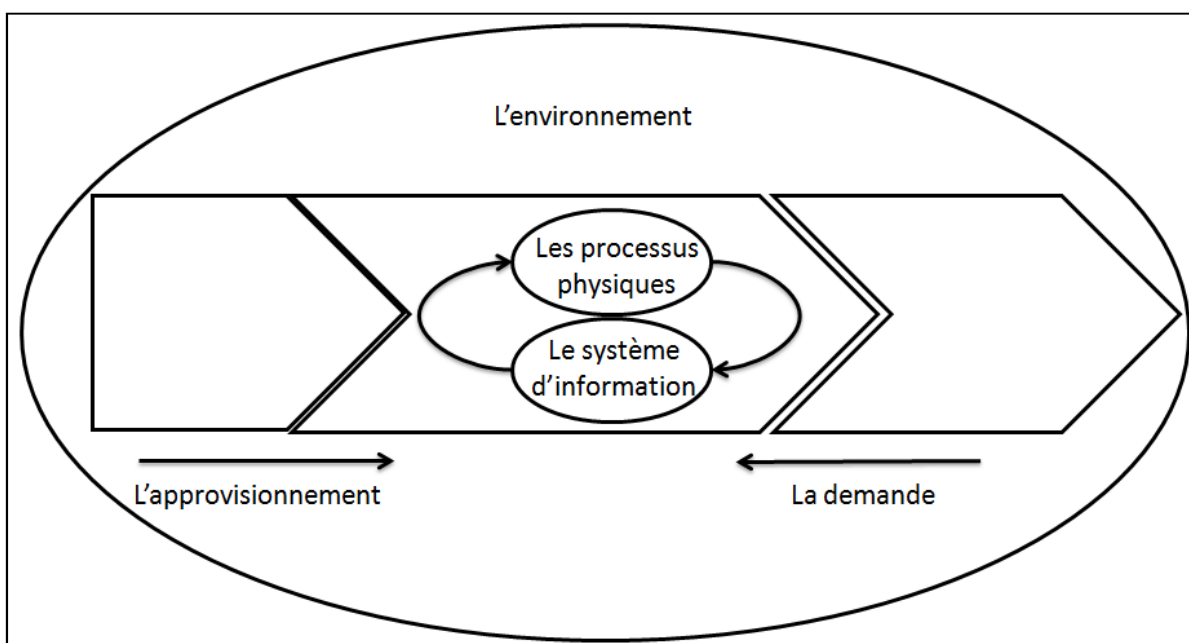 L'environnement
Les processus
physiques
Le système
d'information
L'approvisionnement
La demande